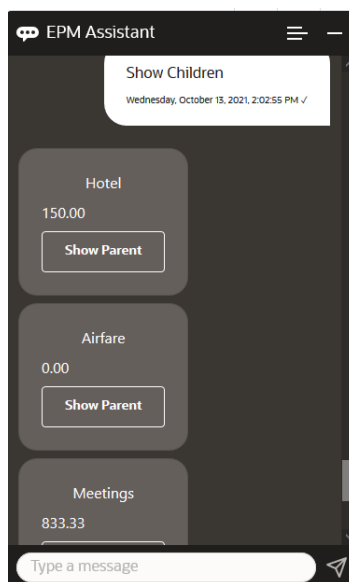 EPM Assistant
Show Children
Wednesday, October 13, 2021, 2:02:55 PM ✓
Hotel
150.00
Show Parent
Airfare
0.00
Show Parent
Meetings
833.33
Type a message